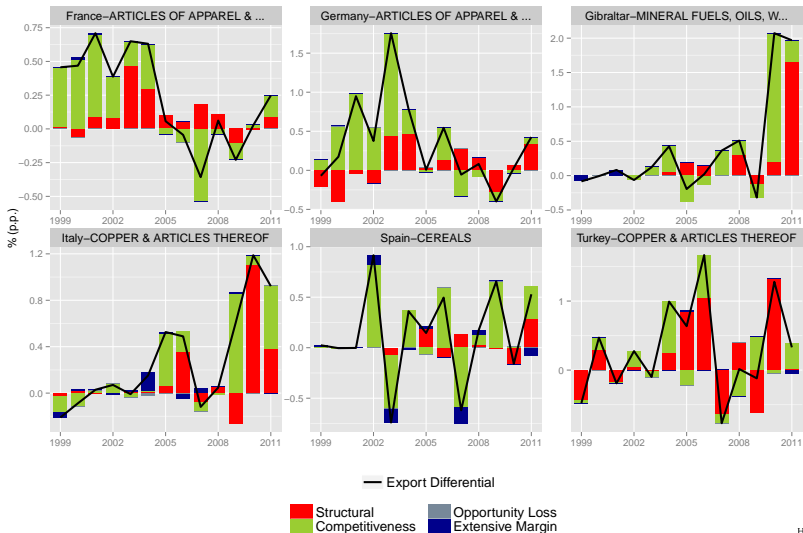 France−ARTICLES OF APPAREL & ...
Germany−ARTICLES OF APPAREL & ...
Gibraltar−MINERAL FUELS, OILS, W...
0.75
0.50
0.25
0.00
−0.25
−0.50
1.5
1.0
0.5
0.0
−0.5
2.0
1.5
1.0
0.5
0.0
−0.5
1999 2002 2005 2008 2011
1999 2002 2005 2008 2011
1999 2002 2005 2008 2011
% (p.p.)
Italy−COPPER & ARTICLES THEREOF
Spain−CEREALS
Turkey−COPPER & ARTICLES THEREOF
1.2
0.8
0.4
0.0
1.0
0.5
0.0
−0.5
1
0
1999 2002 2005 2008 2011
1999 2002 2005 2008 2011
1999 2002 2005 2008 2011
Export Differential
Structural
Opportunity Loss
Competitiveness
Extensive Margin
H